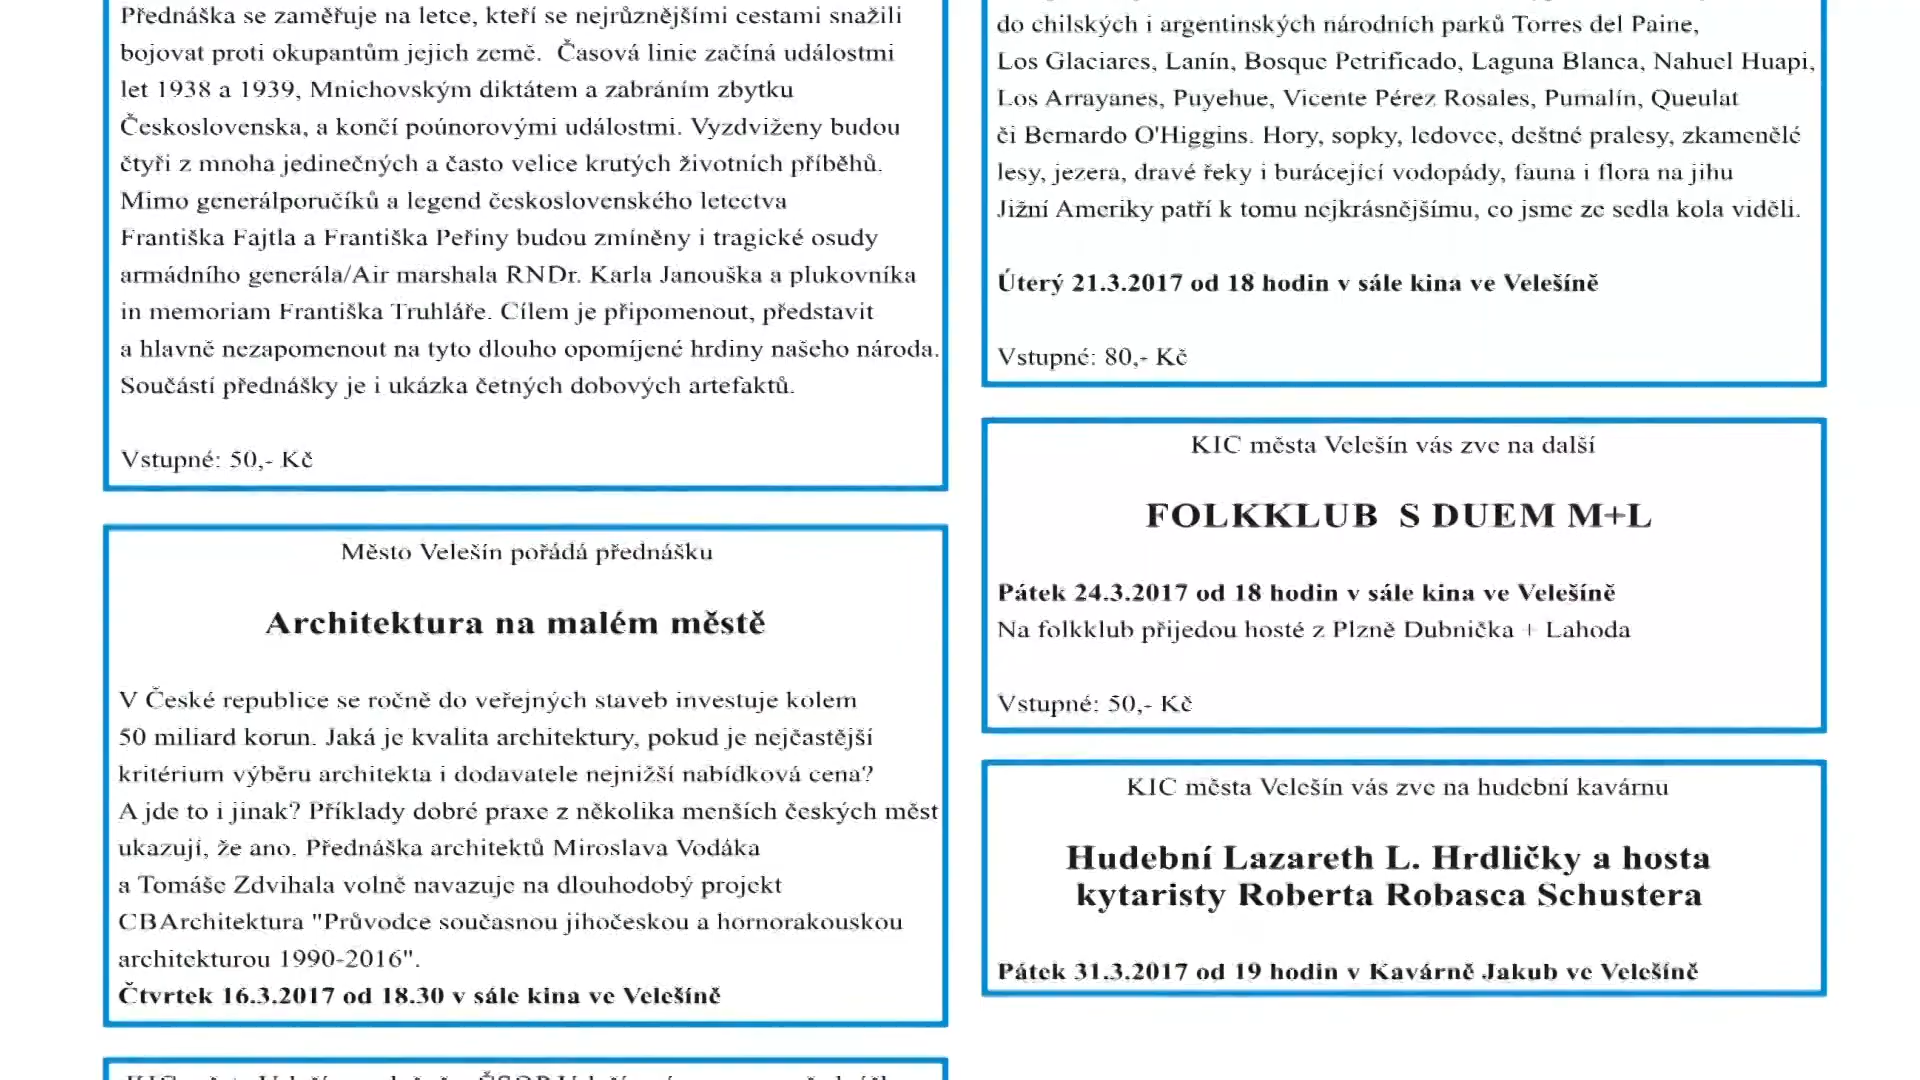 Přednáška se zaměřuje na letce, kteří se nejrůznějšími cestami snažili
bojovat proti okupantům jejich země. Časová linie začíná událostmi
let 1938 a 1939, Mnichovským diktátem a zabráním zbytku
Československa, a končí poúnorovými událostmi. Vyzdviženy budou
čtyři z mnoha jedinečných a často velice krutých životních příběhů.
Mimo generálporučíků a legend československého letectva
Františka Fajtla a Františka Peřiny budou zmíněny i tragické osudy
armádního generála/Air marshala RNDr. Karla Janouška a plukovníka
in memoriam Františka Truhláře. Cílem je připomenout, představit
a hlavně nezapomenout na tyto dlouho opomíjené hrdiny našeho národa.
Součástí přednášky je i ukázka četných dobových artefaktů.
Vstupné: 50,- Kč
Město Velešín pořádá přednášku
Architektura na malém městě
V České republice se ročně do veřejných staveb investuje kolem
50 miliard korun. Jaká je kvalita architektury, pokud je nejčastější
kritérium výběru architekta i dodavatele nejnižší nabídková cena?
A jde to i jinak? Příklady dobré praxe z několika menších českých měst
ukazují, že ano. Přednáška architektů Miroslava Vodáka
a Tomáše Zdvihala volně navazuje na dlouhodobý projekt
CBArchitektura "Průvodce současnou jihočeskou a hornorakouskou
architekturou 1990-2016".
Čtvrtek 16.3.2017 od 18.30 v sále kina ve Velešíně
do chilských i argentinských národních parků Torres del Paine,
Los Glaciares, Lanín, Bosque Petrificado, Laguna Blanca, Nahuel Huapi,
Los Arrayanes, Puyehue, Vicente Pérez Rosales, Pumalín, Queulat
či Bernardo O'Higgins. Hory, sopky, ledovce, deštné pralesy, zkamenělé
lesy, jezera, dravé řeky i burácející vodopády, fauna i flora na jihu
Jižní Ameriky patří k tomu nejkrásnějšímu, co jsme ze sedla kola viděli.
Úterý 21.3.2017 od 18 hodin v sále kina ve Velešíně
Vstupné: 80,- Kč
KIC města Velešín vás zve na další
FOLKKLUB S DUEM M+L
Pátek 24.3.2017 od 18 hodin v sále kina ve Velešíně
Na folkklub přijedou hosté z Plzně Dubnička + Lahoda
Vstupné: 50,- Kč
KIC města Velešín vás zve na hudební kavárnu
Hudební Lazareth L. Hrdličky a hosta
kytaristy Roberta Robasca Schustera
Pátek 31.3.2017 od 19 hodin v Kavárně Jakub ve Velešíně